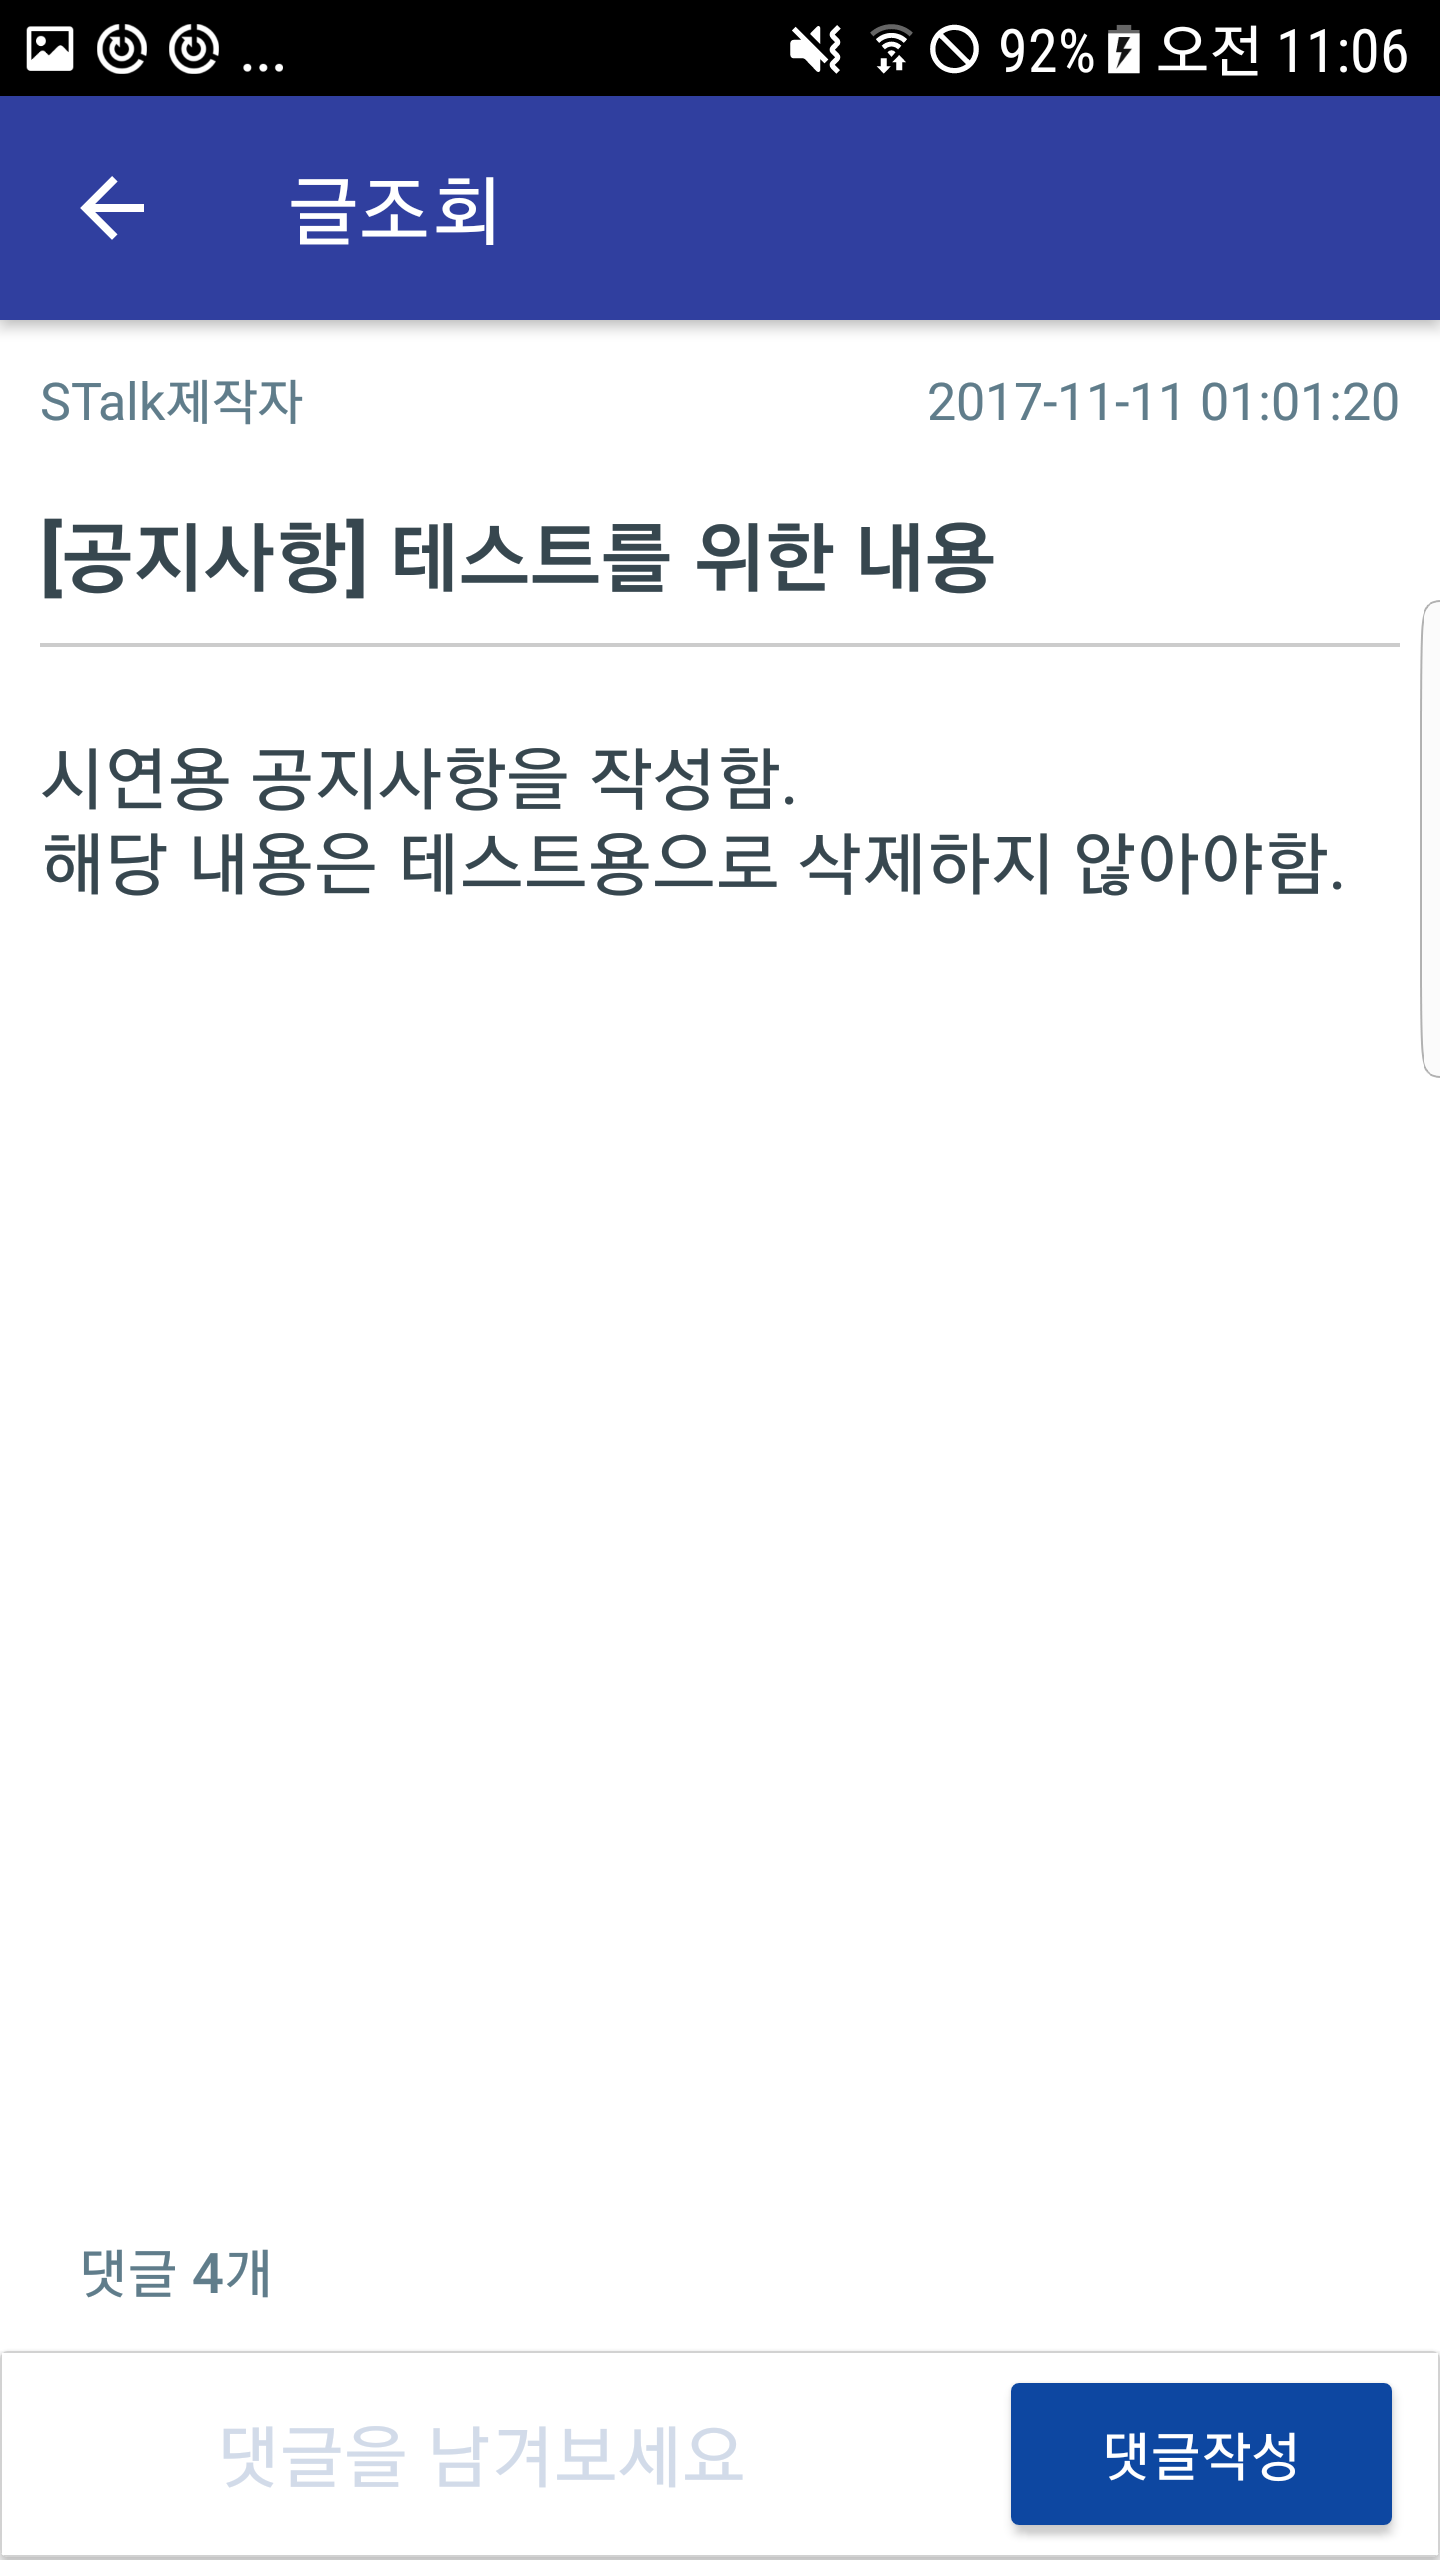 ... 92% 오전 11:06
글조회
STalk제작자 2017-11-11 01:01:20
[공지사항] 테스트를 위한 내용
시연용 공지사항을 작성함.
해당 내용은 테스트용으로 삭제하지 않아야함.
댓글 4개
댓글을 남겨보세요 댓글작성